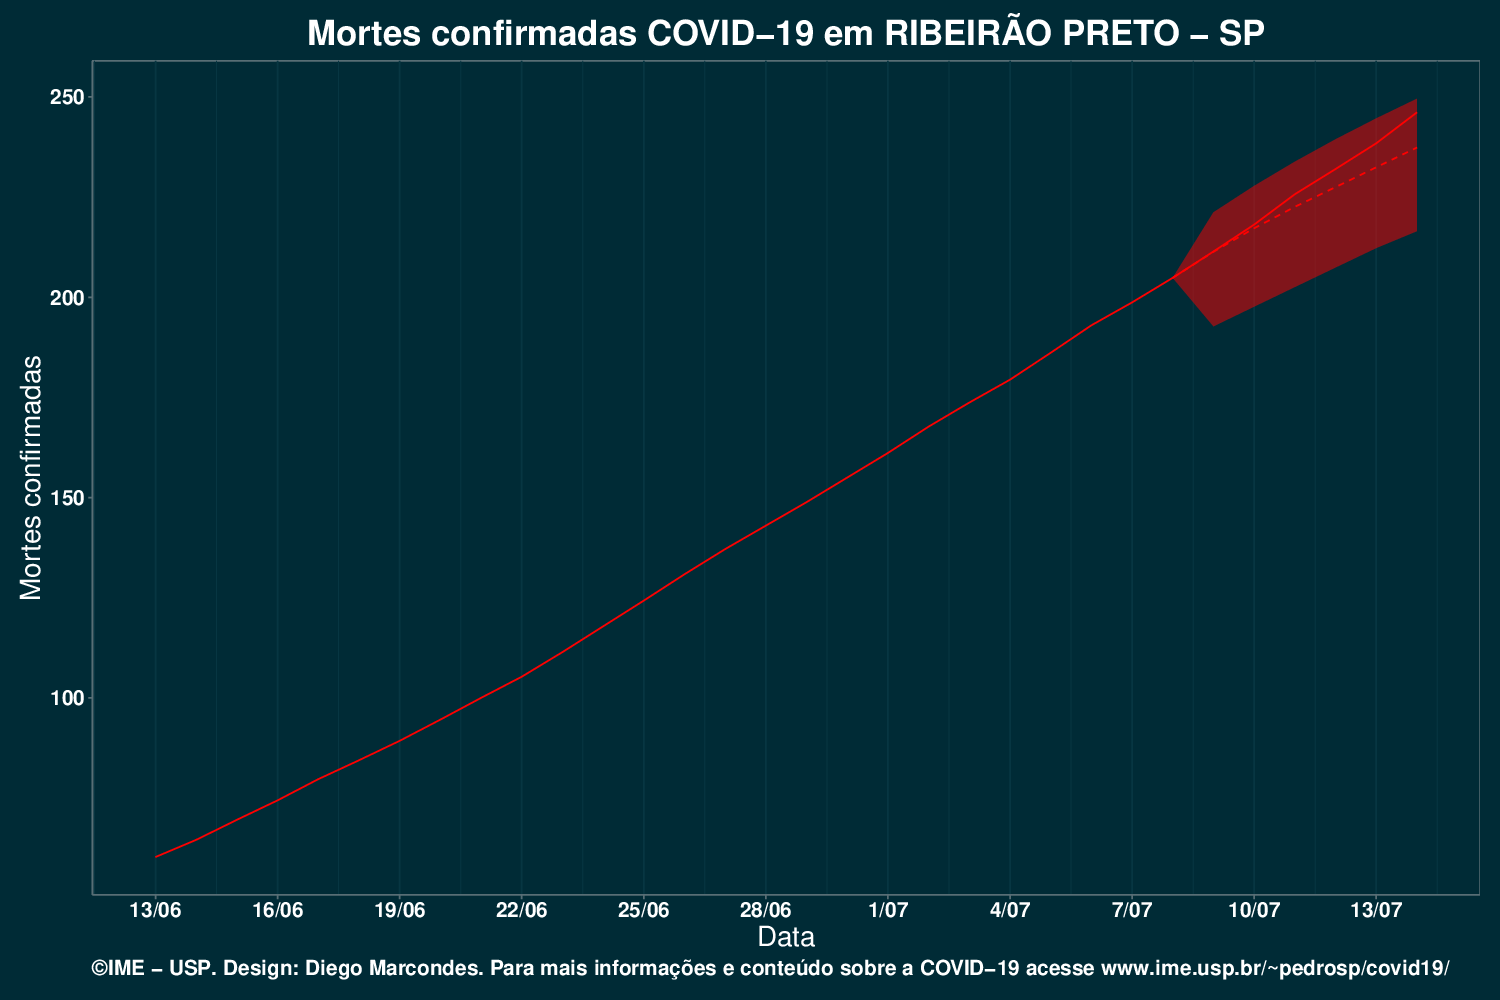 Mortes confirmadas COVID−19 em RIBEIRÃO PRETO − SP
Mortes confirmadas
250
200
150
100
13/06 16/06 19/06 22/06 25/06 28/06 1/07 4/07 7/07 10/07 13/07
Data
©IME − USP. Design: Diego Marcondes. Para mais informações e conteúdo sobre a COVID−19 acesse www.ime.usp.br/~pedrosp/covid19/